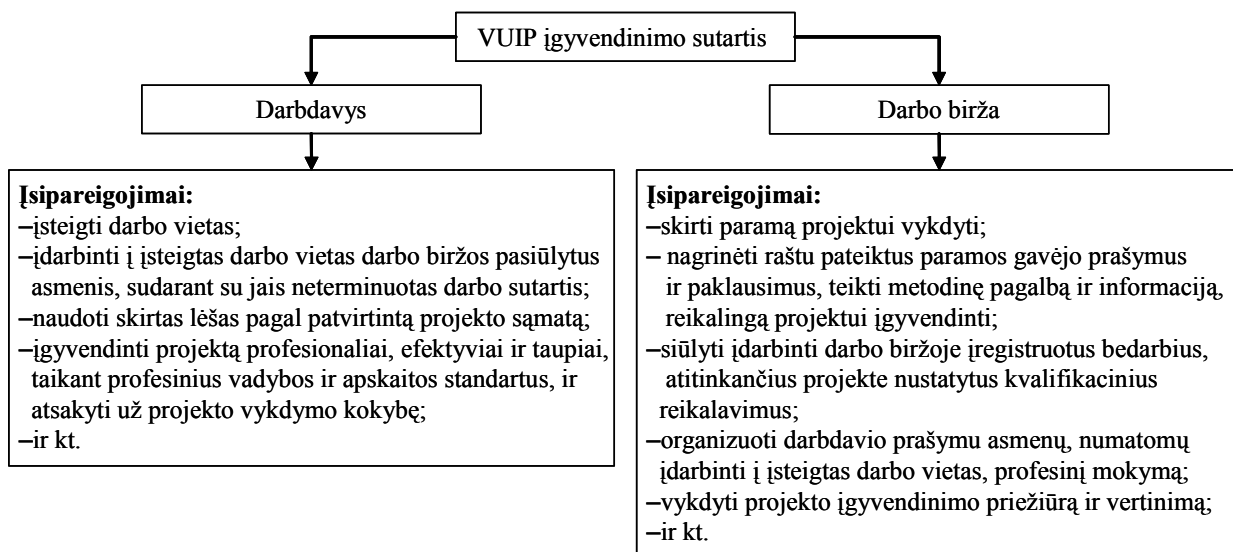 VUIP įgyvendinimo sutartis
Darbdavys
Darbo birža
Įsipareigojimai:
–įsteigti darbo vietas;
–įdarbinti į įsteigtas darbo vietas darbo biržos pasiūlytus
asmenis, sudarant su jais neterminuotas darbo sutartis;
–naudoti skirtas lėšas pagal patvirtintą projekto sąmatą;
–įgyvendinti projektą profesionaliai, efektyviai ir taupiai,
taikant profesinius vadybos ir apskaitos standartus, ir
atsakyti už projekto vykdymo kokybę;
–ir kt.
Įsipareigojimai:
–skirti paramą projektui vykdyti;
– nagrinėti raštu pateiktus paramos gavėjo prašymus
ir paklausimus, teikti metodinę pagalbą ir informaciją,
reikalingą projektui įgyvendinti;
–siūlyti įdarbinti darbo biržoje įregistruotus bedarbius,
atitinkančius projekte nustatytus kvalifikacinius
reikalavimus;
–organizuoti darbdavio prašymu asmenų, numatomų
įdarbinti į įsteigtas darbo vietas, profesinį mokymą;
–vykdyti projekto įgyvendinimo priežiūrą ir vertinimą;
–ir kt.